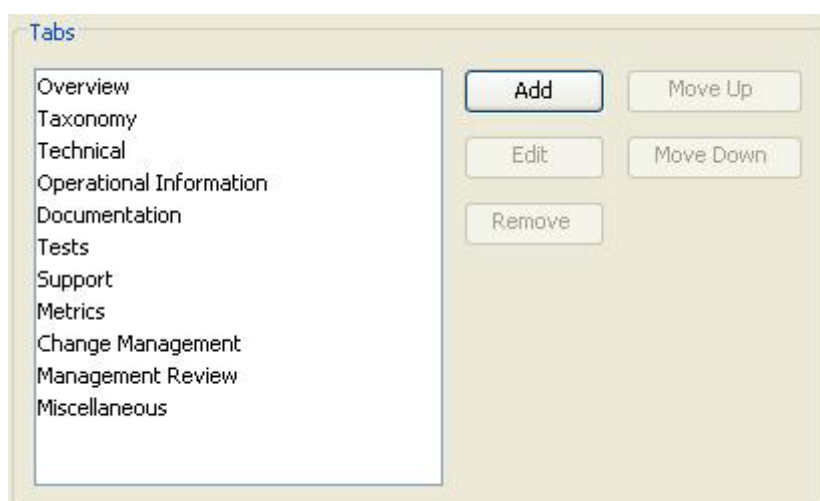 Tabs
Overview
Taxonomy
Technical
Operational Information
Documentation
Tests
Support
Metrics
Change Management
Management Review
Miscellaneous
Add
Move Up
Edit
Move Down
Remove